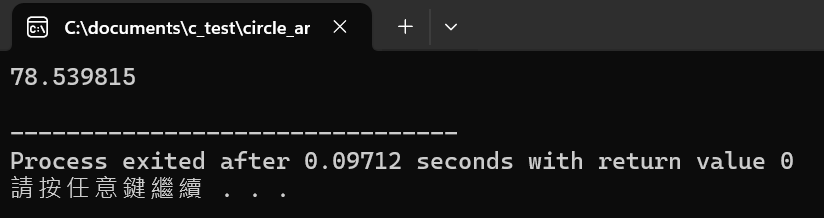 C:\documents\c_test\circle_ar
78.539815
--------------------------------
Process exited after 0.09712 seconds with return value 0
請按任意鍵繼續 . . .